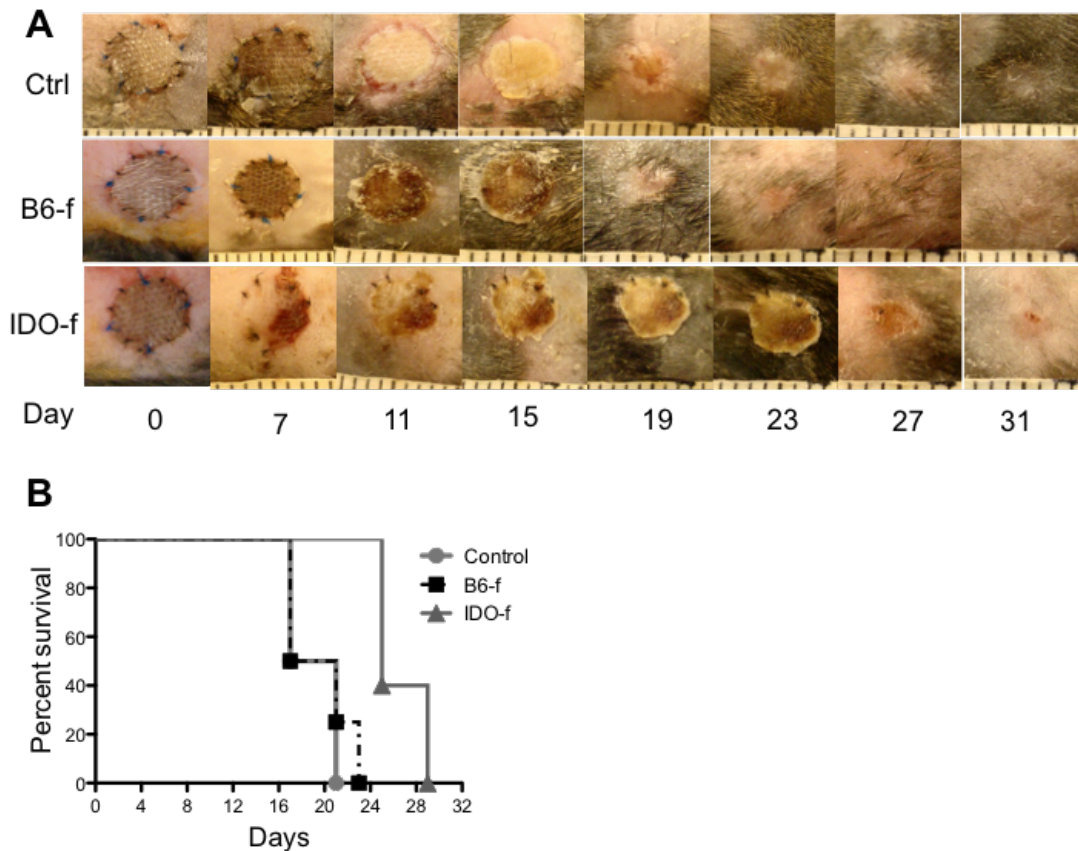 A
Ctrl
B6-f
IDO-f
Day 0 7 11 15 19 23 27 31
B
100
80
60
40
20
0
Percent survival
0 4 8 12 16 20 24 28 32
Days
Control
B6-f
IDO-f